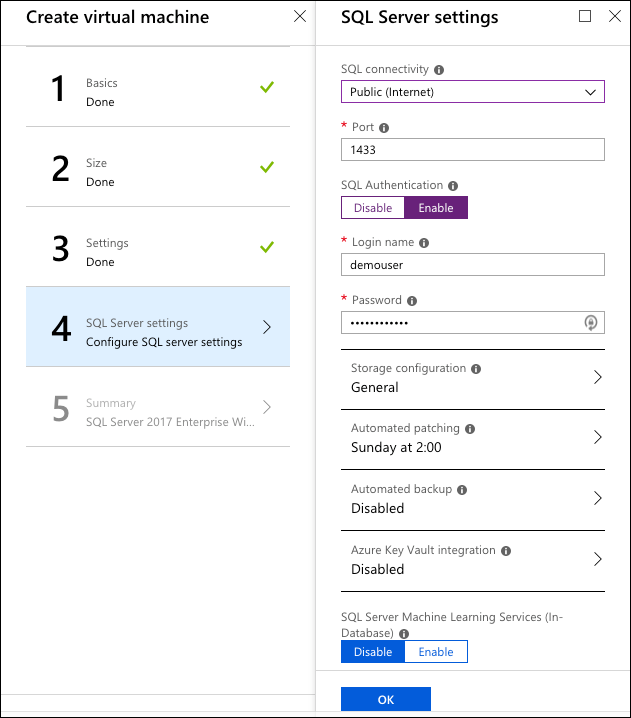 Create virtual machine
1
Basics
Done
2
Size
Done
3
Settings
Done
4
SQL Server settings
Configure SQL server settings
5
Summary
SQL Server 2017 Enterprise Wi...
SQL Server settings
SQL connectivity
Public (Internet)
* Port
1433
SQL Authentication
Disable Enable
* Login name
demouser
* Password
••••••••••••
Storage configuration
General
Automated patching
Sunday at 2:00
Automated backup
Disabled
Azure Key Vault integration
Disabled
SQL Server Machine Learning Services (In-
Database)
Disable Enable
OK